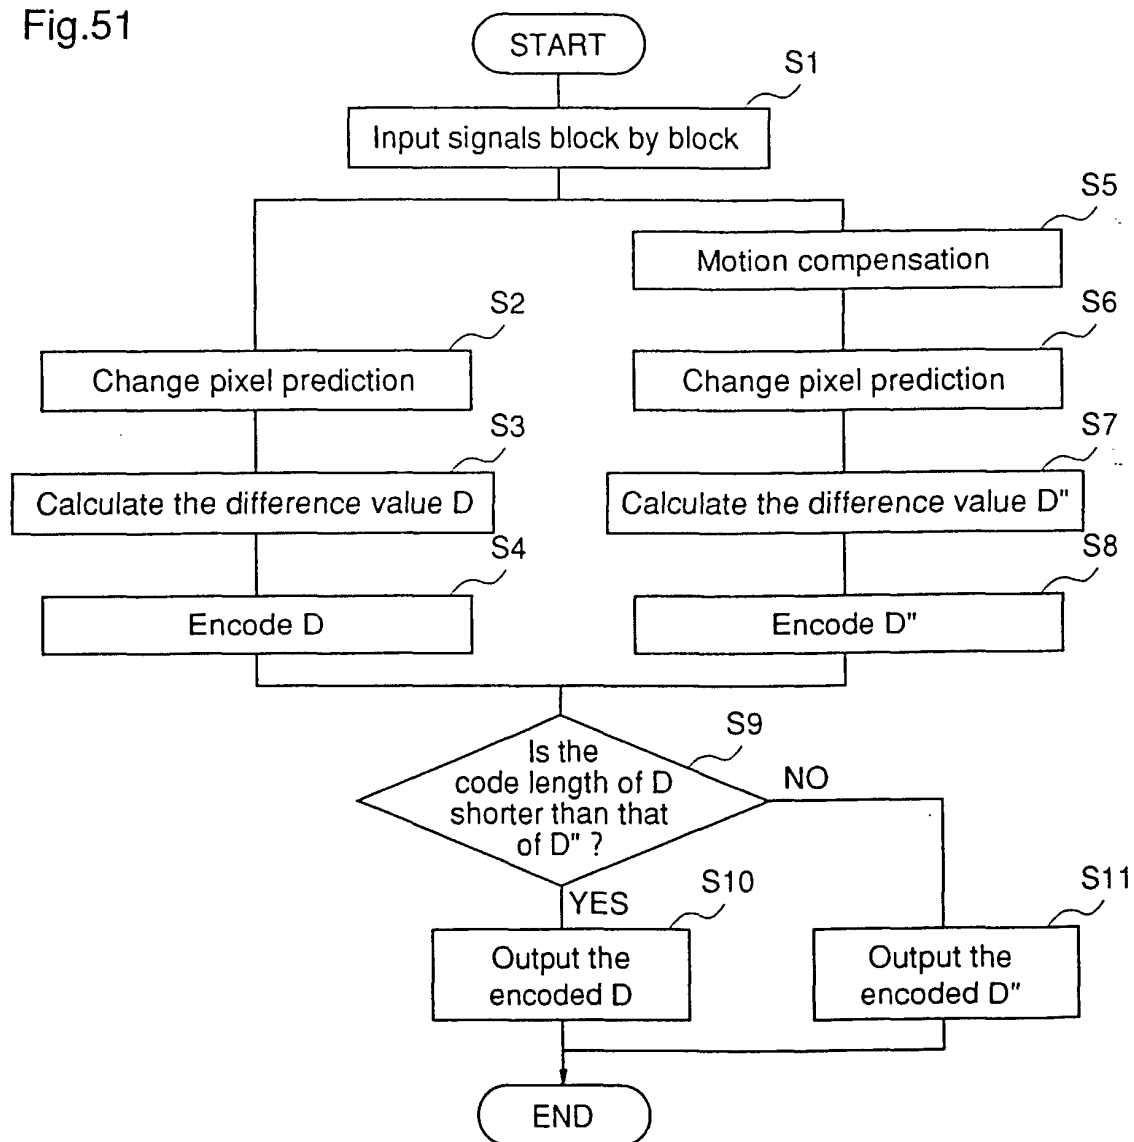 Fig.51
START
S1
Input signals block by block
S5
Motion compensation
S2
Change pixel prediction
S6
Change pixel prediction
S3
Calculate the difference value D
S7
Calculate the difference value D"
S4
Encode D
S8
Encode D"
S9
Is the
code length of D
shorter than that
of D" ?
NO
YES
S10
Output the
encoded D
S11
Output the
encoded D"
END